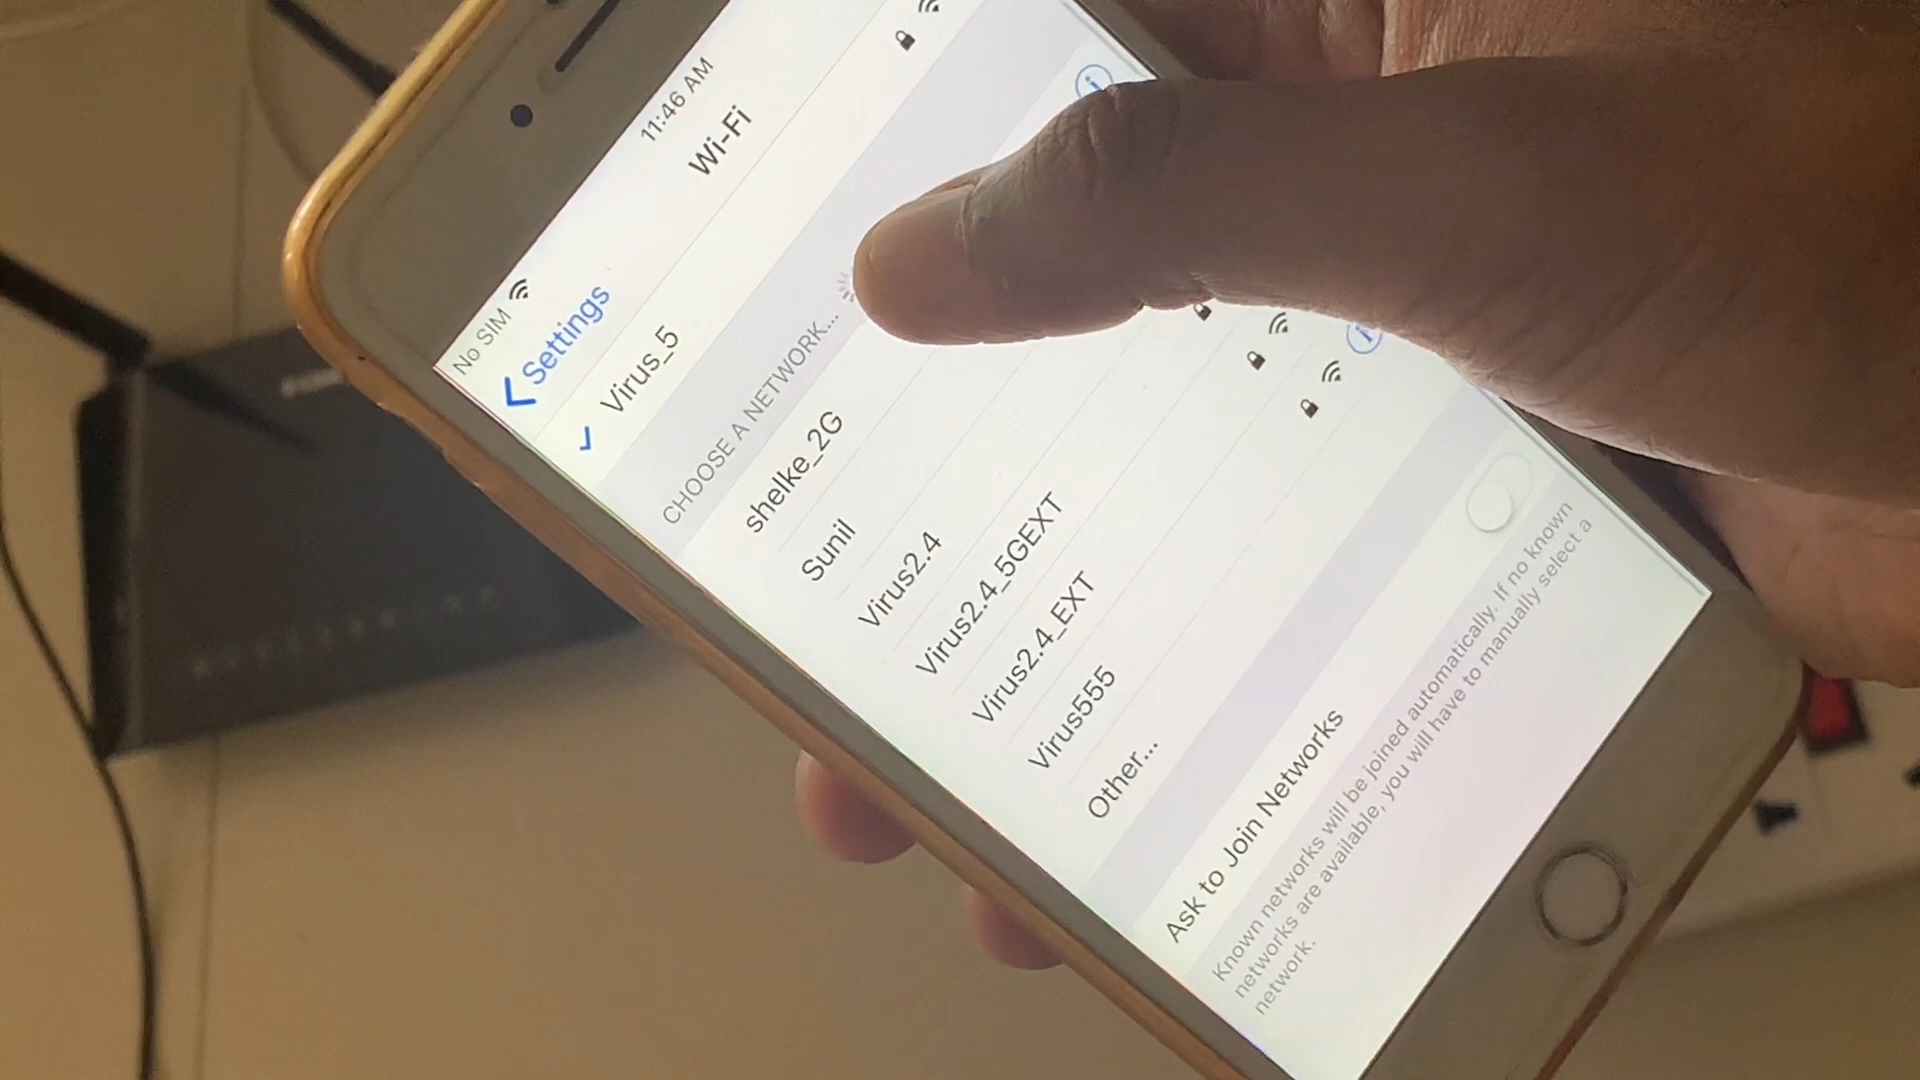 No SIM 11:46 AM
Settings Wi-Fi
Virus_5
CHOOSE A NETWORK...
shelke_2G
Sunil
Virus2.4
Virus2.4_5GEXT
Virus2.4_EXT
Virus555
Other...
Ask to Join Networks
Known networks will be joined automatically. If no known
networks are available, you will have to manually select a
network.